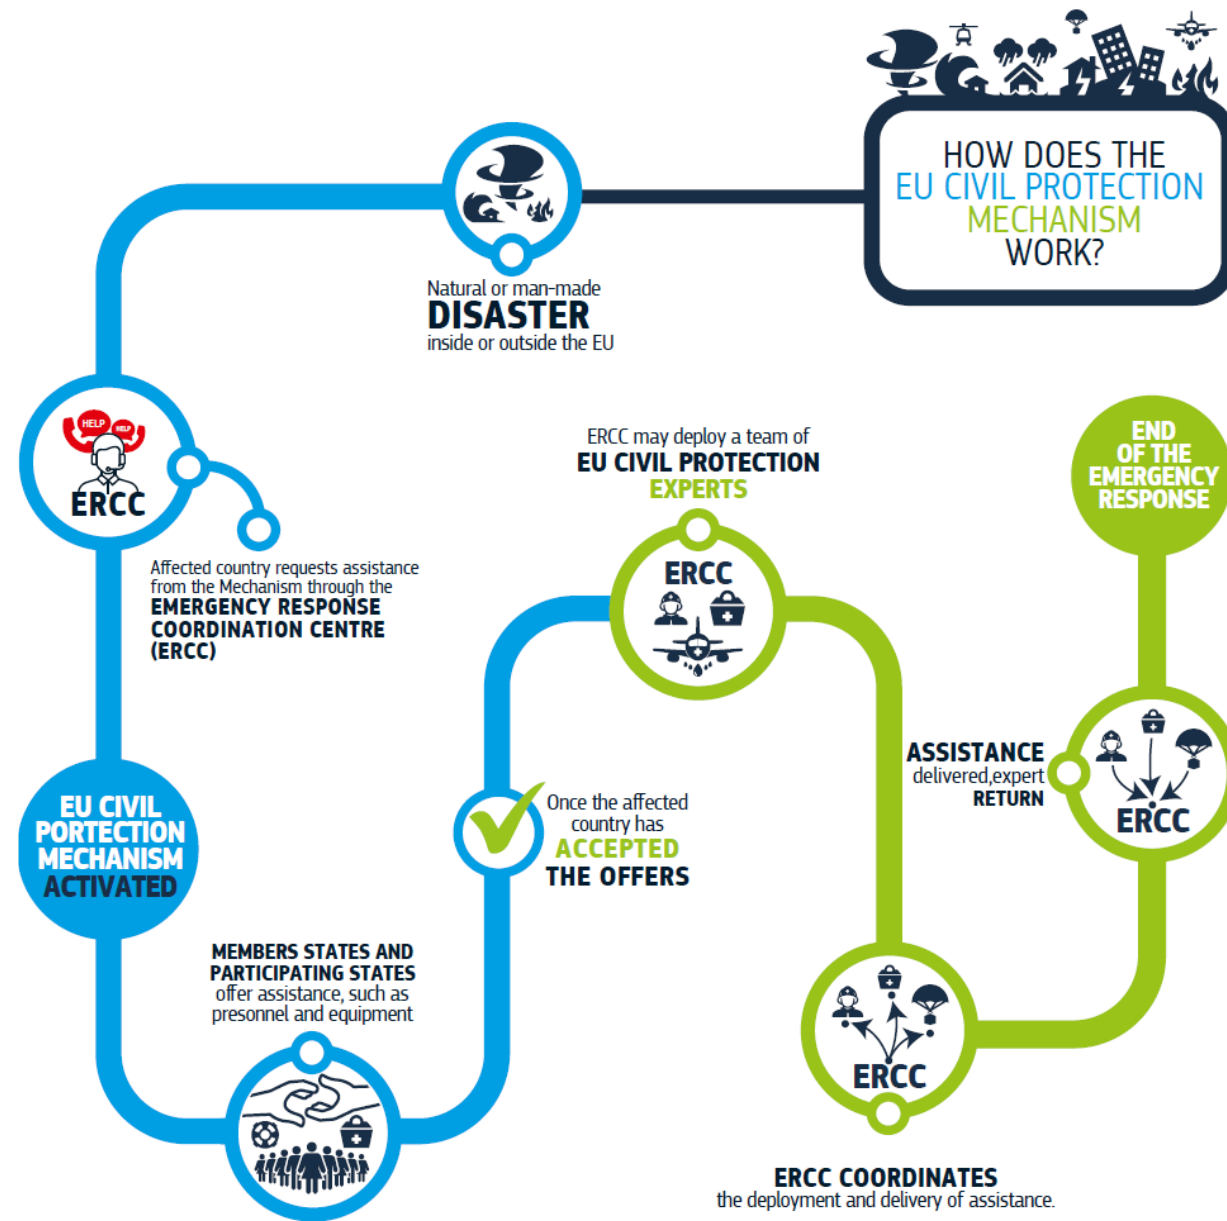 HOW DOES THE
EU CIVIL PROTECTION
MECHANISM
WORK?
Natural or man-made
DISASTER
inside or outside the EU
HELP
HELP
ERCC
Affected country requests assistance
from the Mechanism through the
EMERGENCY RESPONSE
COORDINATION CENTRE
(ERCC)
EU CIVIL
PORTECTION
MECHANISM
ACTIVATED
MEMBERS STATES AND
PARTICIPATING STATES
offer assistance, such as
presonnel and equipment
Once the affected
country has
ACCEPTED
THE OFFERS
ERCC may deploy a team of
EU CIVIL PROTECTION
EXPERTS
ERCC
ERCC
ERCC COORDINATES
the deployment and delivery of assistance.
ASSISTANCE
delivered,expert
RETURN
ERCC
END
OF THE
EMERGENCY
RESPONSE